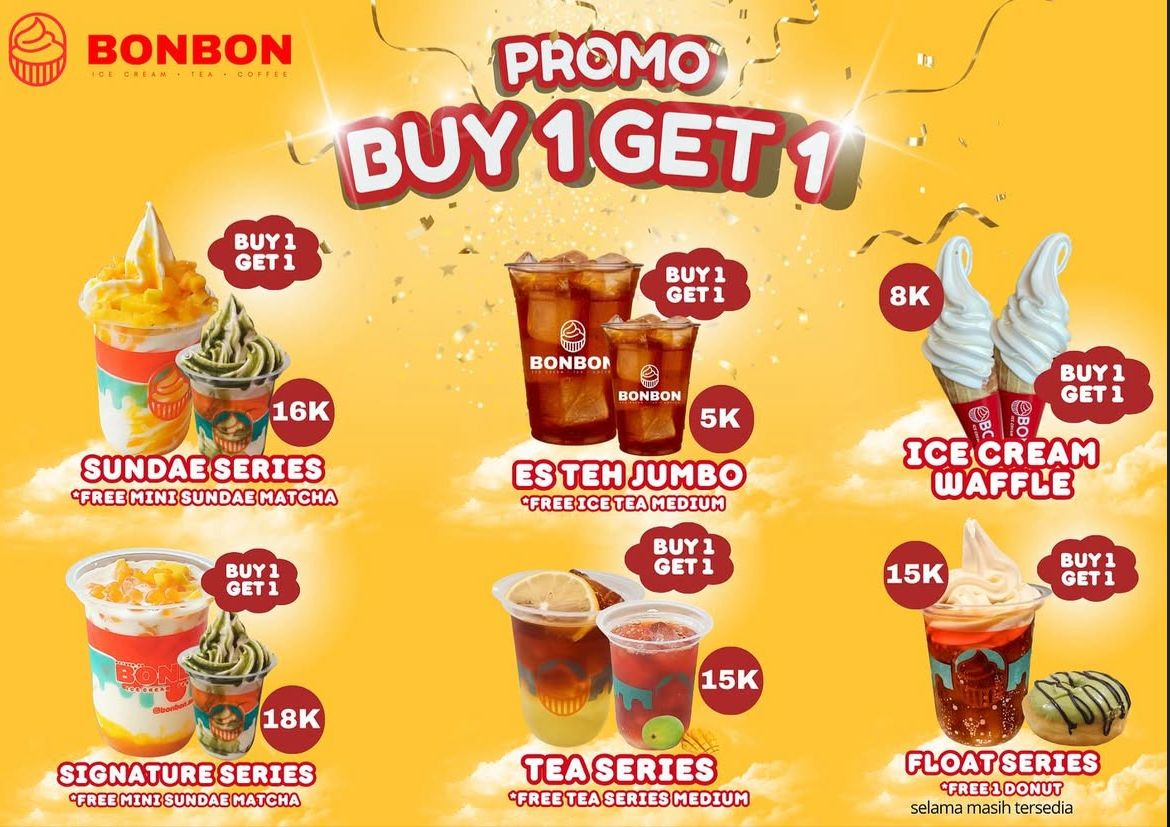 BONBON
ICE CREAM • TEA • COFFEE
PROMO
BUY 1 GET 1
BUY 1
GET 1
16K
SUNDAE SERIES
*FREE MINI SUNDAE MATCHA
BUY 1
GET 1
BONBON
BONBON
5K
ES TEH JUMBO
*FREE ICE TEA MEDIUM
8K
BUY 1
GET 1
ICE CREAM
WAFFLE
BUY 1
GET 1
BON
@bonbon.
18K
SIGNATURE SERIES
*FREE MINI SUNDAE MATCHA
BUY 1
GET 1
15K
TEA SERIES
*FREE TEA SERIES MEDIUM
15K
BUY 1
GET 1
FLOAT SERIES
*FREE 1 DONUT
selama masih tersedia